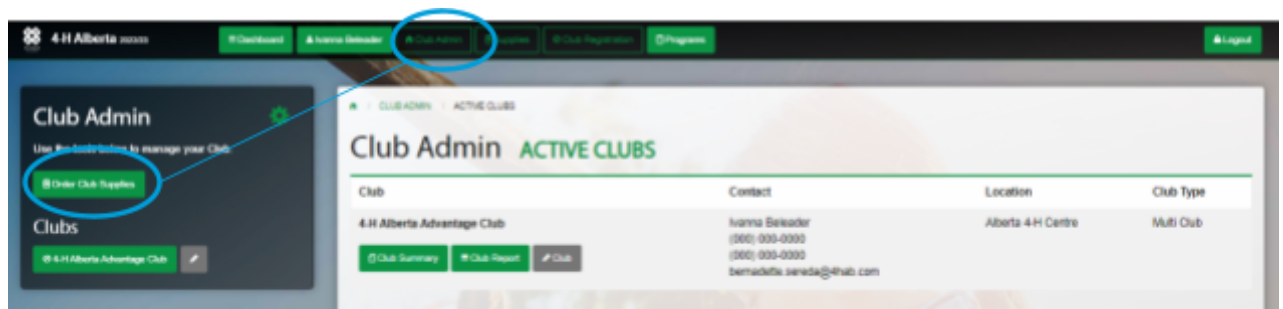 4-H Alberta 2022/23
Dashboard
Ivanna Beleader
Club Admin
Supplies
Club Registration
Programs
Logout
Club Admin
Use the tools below to manage your Club.
Order Club Supplies
Clubs
4-H Alberta Advantage Club
/ CLUB ADMIN / ACTIVE CLUBS
Club Admin ACTIVE CLUBS
Club Contact Location Club Type
4-H Alberta Advantage Club Ivanna Beleader Alberta 4-H Centre Multi Club
(000) 000-0000
(000) 000-0000
bernadette.sereda@4hab.com
Club Summary Club Report Club